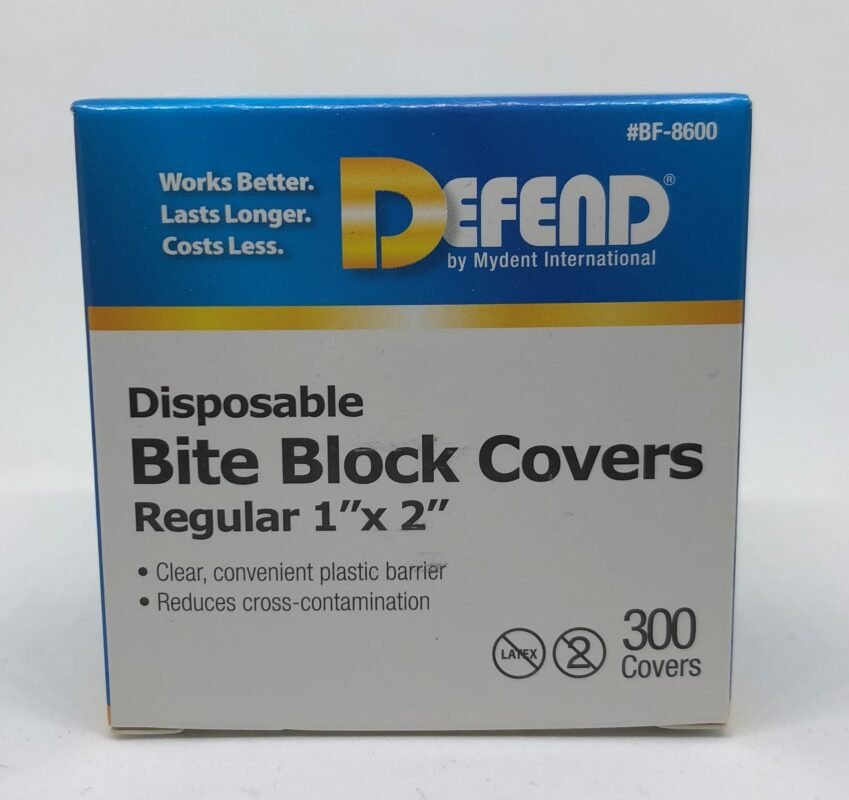 #BF-8600
Works Better.
Lasts Longer.
Costs Less.
DEFEND®
by Mydent International
Disposable
Bite Block Covers
Regular 1”x 2”
• Clear, convenient plastic barrier
• Reduces cross-contamination
LATEX
2
300
Covers